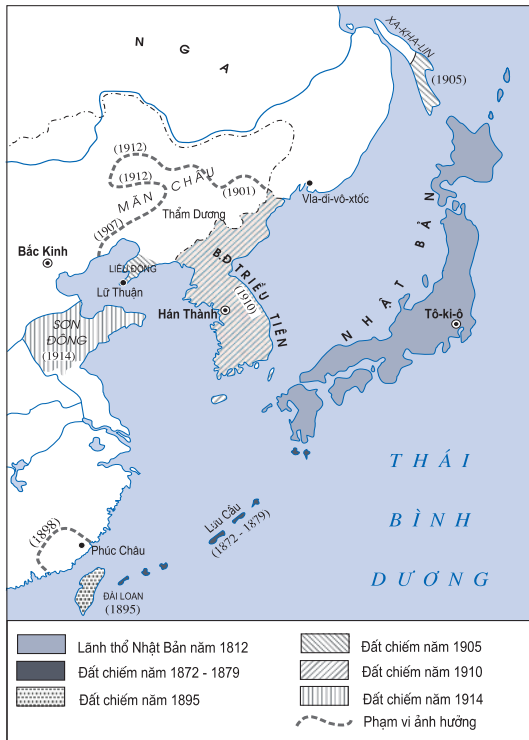 N G A
XA-KHA-LIN
(1905)
(1912)
(1912)
MÃN CHÂU
(1901)
(1907)
Thẩm Dương
Vla-di-vô-xtốc
Bắc Kinh
LIÊU ĐÔNG
Lữ Thuận
B.Đ TRIỀU TIÊN
(1910)
Hán Thành
NHẬT BẢN
Tô-ki-ô
SƠN
ĐÔNG
(1914)
THÁI
BÌNH
DƯƠNG
Lưu Cầu
(1872 - 1879)
(1898)
Phúc Châu
ĐÀI LOAN
(1895)
Lãnh thổ Nhật Bản năm 1812
Đất chiếm năm 1872 - 1879
Đất chiếm năm 1895
Đất chiếm năm 1905
Đất chiếm năm 1910
Đất chiếm năm 1914
Phạm vi ảnh hưởng